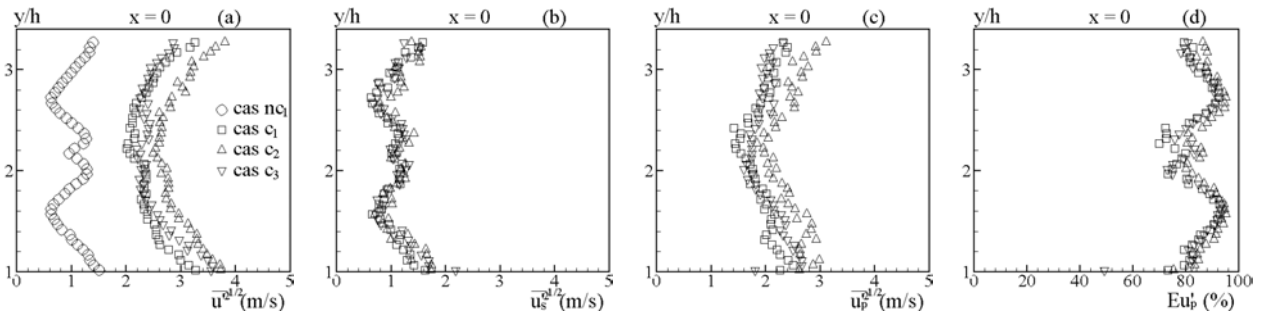 y/h x = 0 (a)
3
2
1
0 1 2 3 4 5
u'²^1/2 (m/s)
cas nc1
cas c1
cas c2
cas c3
y/h x = 0 (b)
3
2
1
0 1 2 3 4 5
u's²^1/2 (m/s)
y/h x = 0 (c)
3
2
1
0 1 2 3 4 5
u'p²^1/2 (m/s)
y/h x = 0 (d)
3
2
1
0 20 40 60 80 100
Eu'p (%)